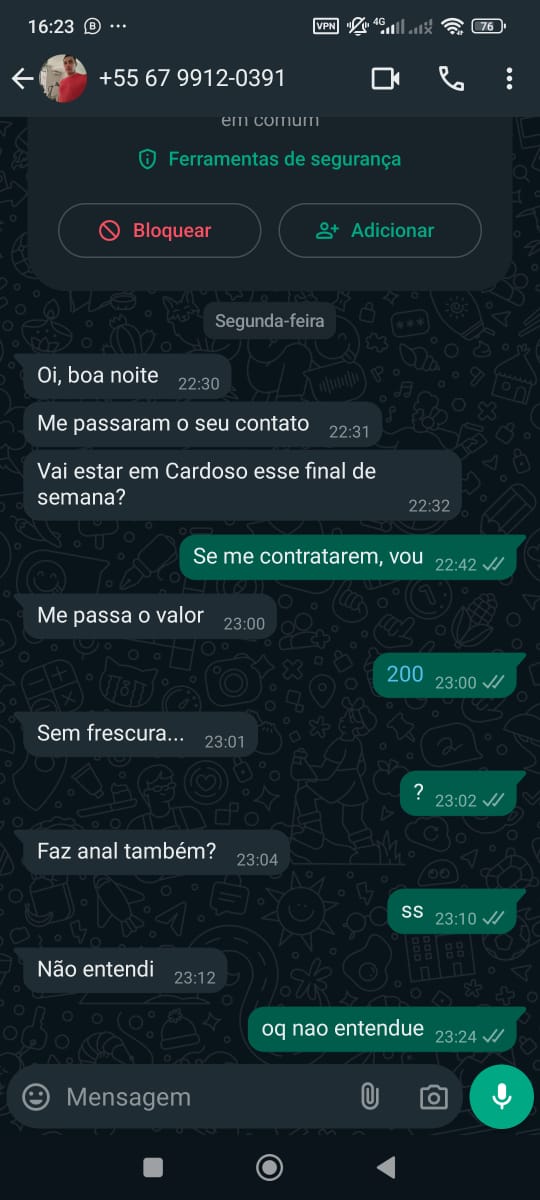 16:23
VPN 4G 76
+55 67 9912-0391
em comum
Ferramentas de segurança
Bloquear Adicionar
Segunda-feira
Oi, boa noite 22:30
Me passaram o seu contato 22:31
Vai estar em Cardoso esse final de
semana? 22:32
Se me contratarem, vou 22:42
Me passa o valor 23:00
200 23:00
Sem frescura... 23:01
? 23:02
Faz anal também? 23:04
ss 23:10
Não entendi 23:12
oq nao entendue 23:24
Mensagem